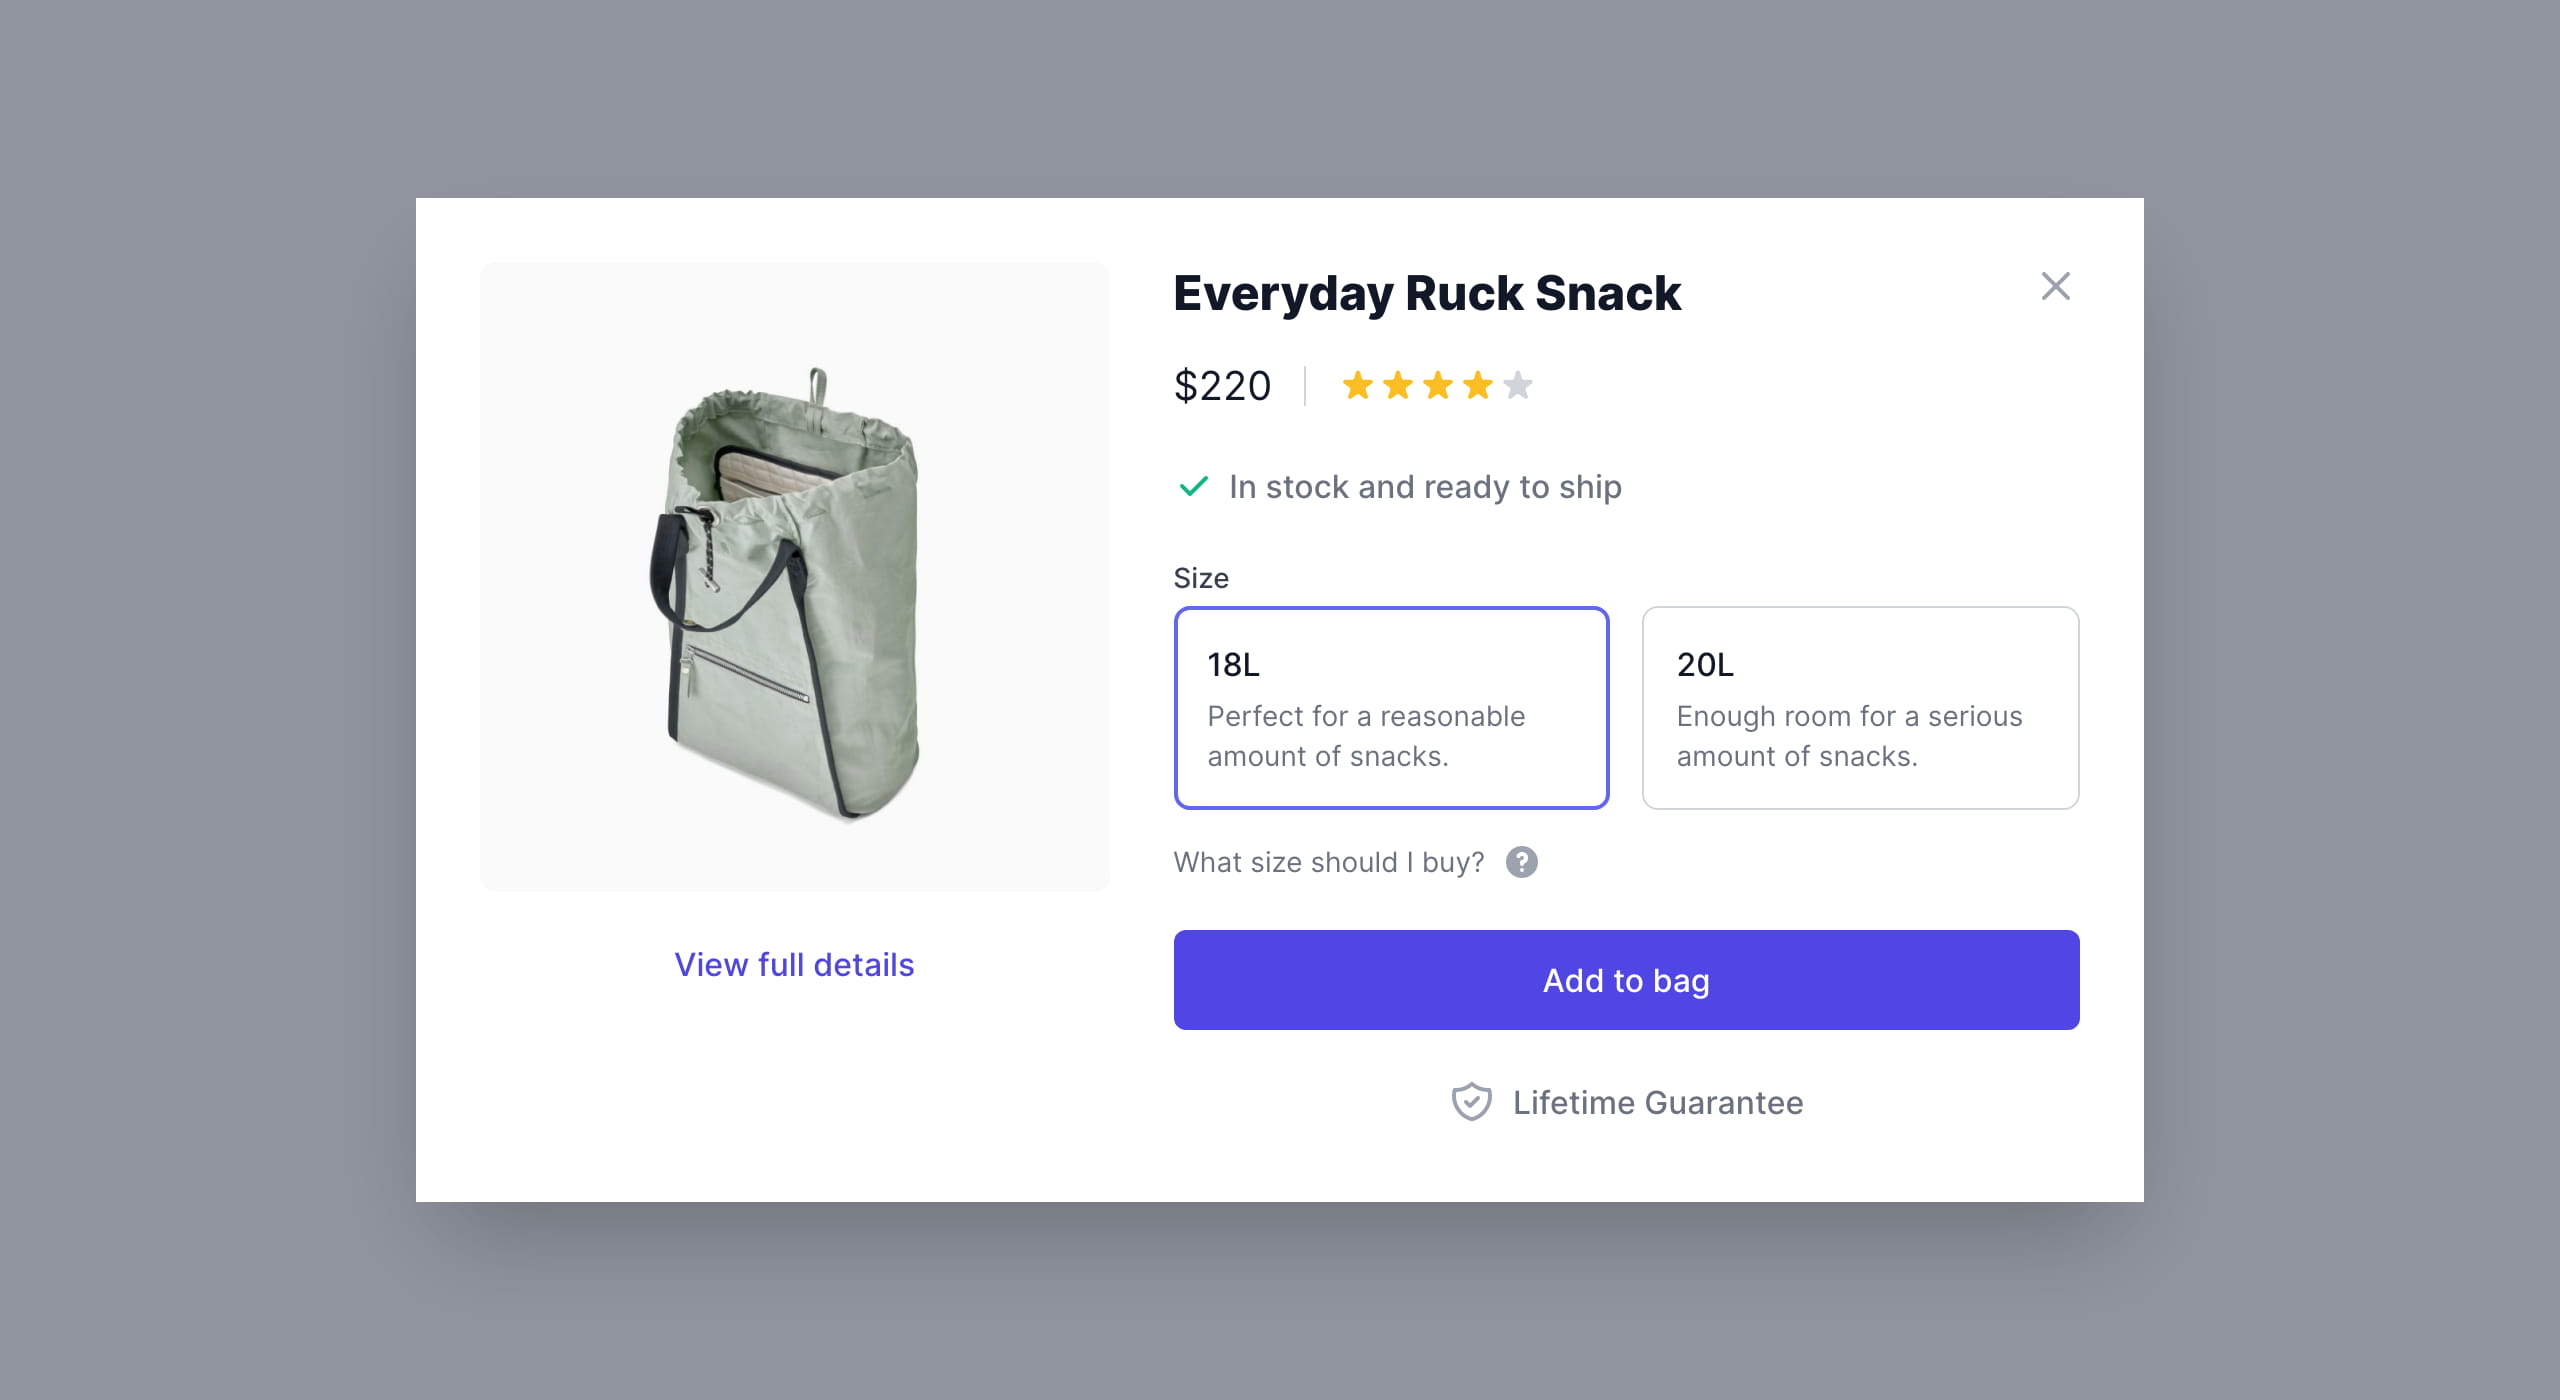 Everyday Ruck Snack
$220
In stock and ready to ship
Size
18L
Perfect for a reasonable
amount of snacks.
20L
Enough room for a serious
amount of snacks.
What size should I buy? ?
View full details
Add to bag
Lifetime Guarantee